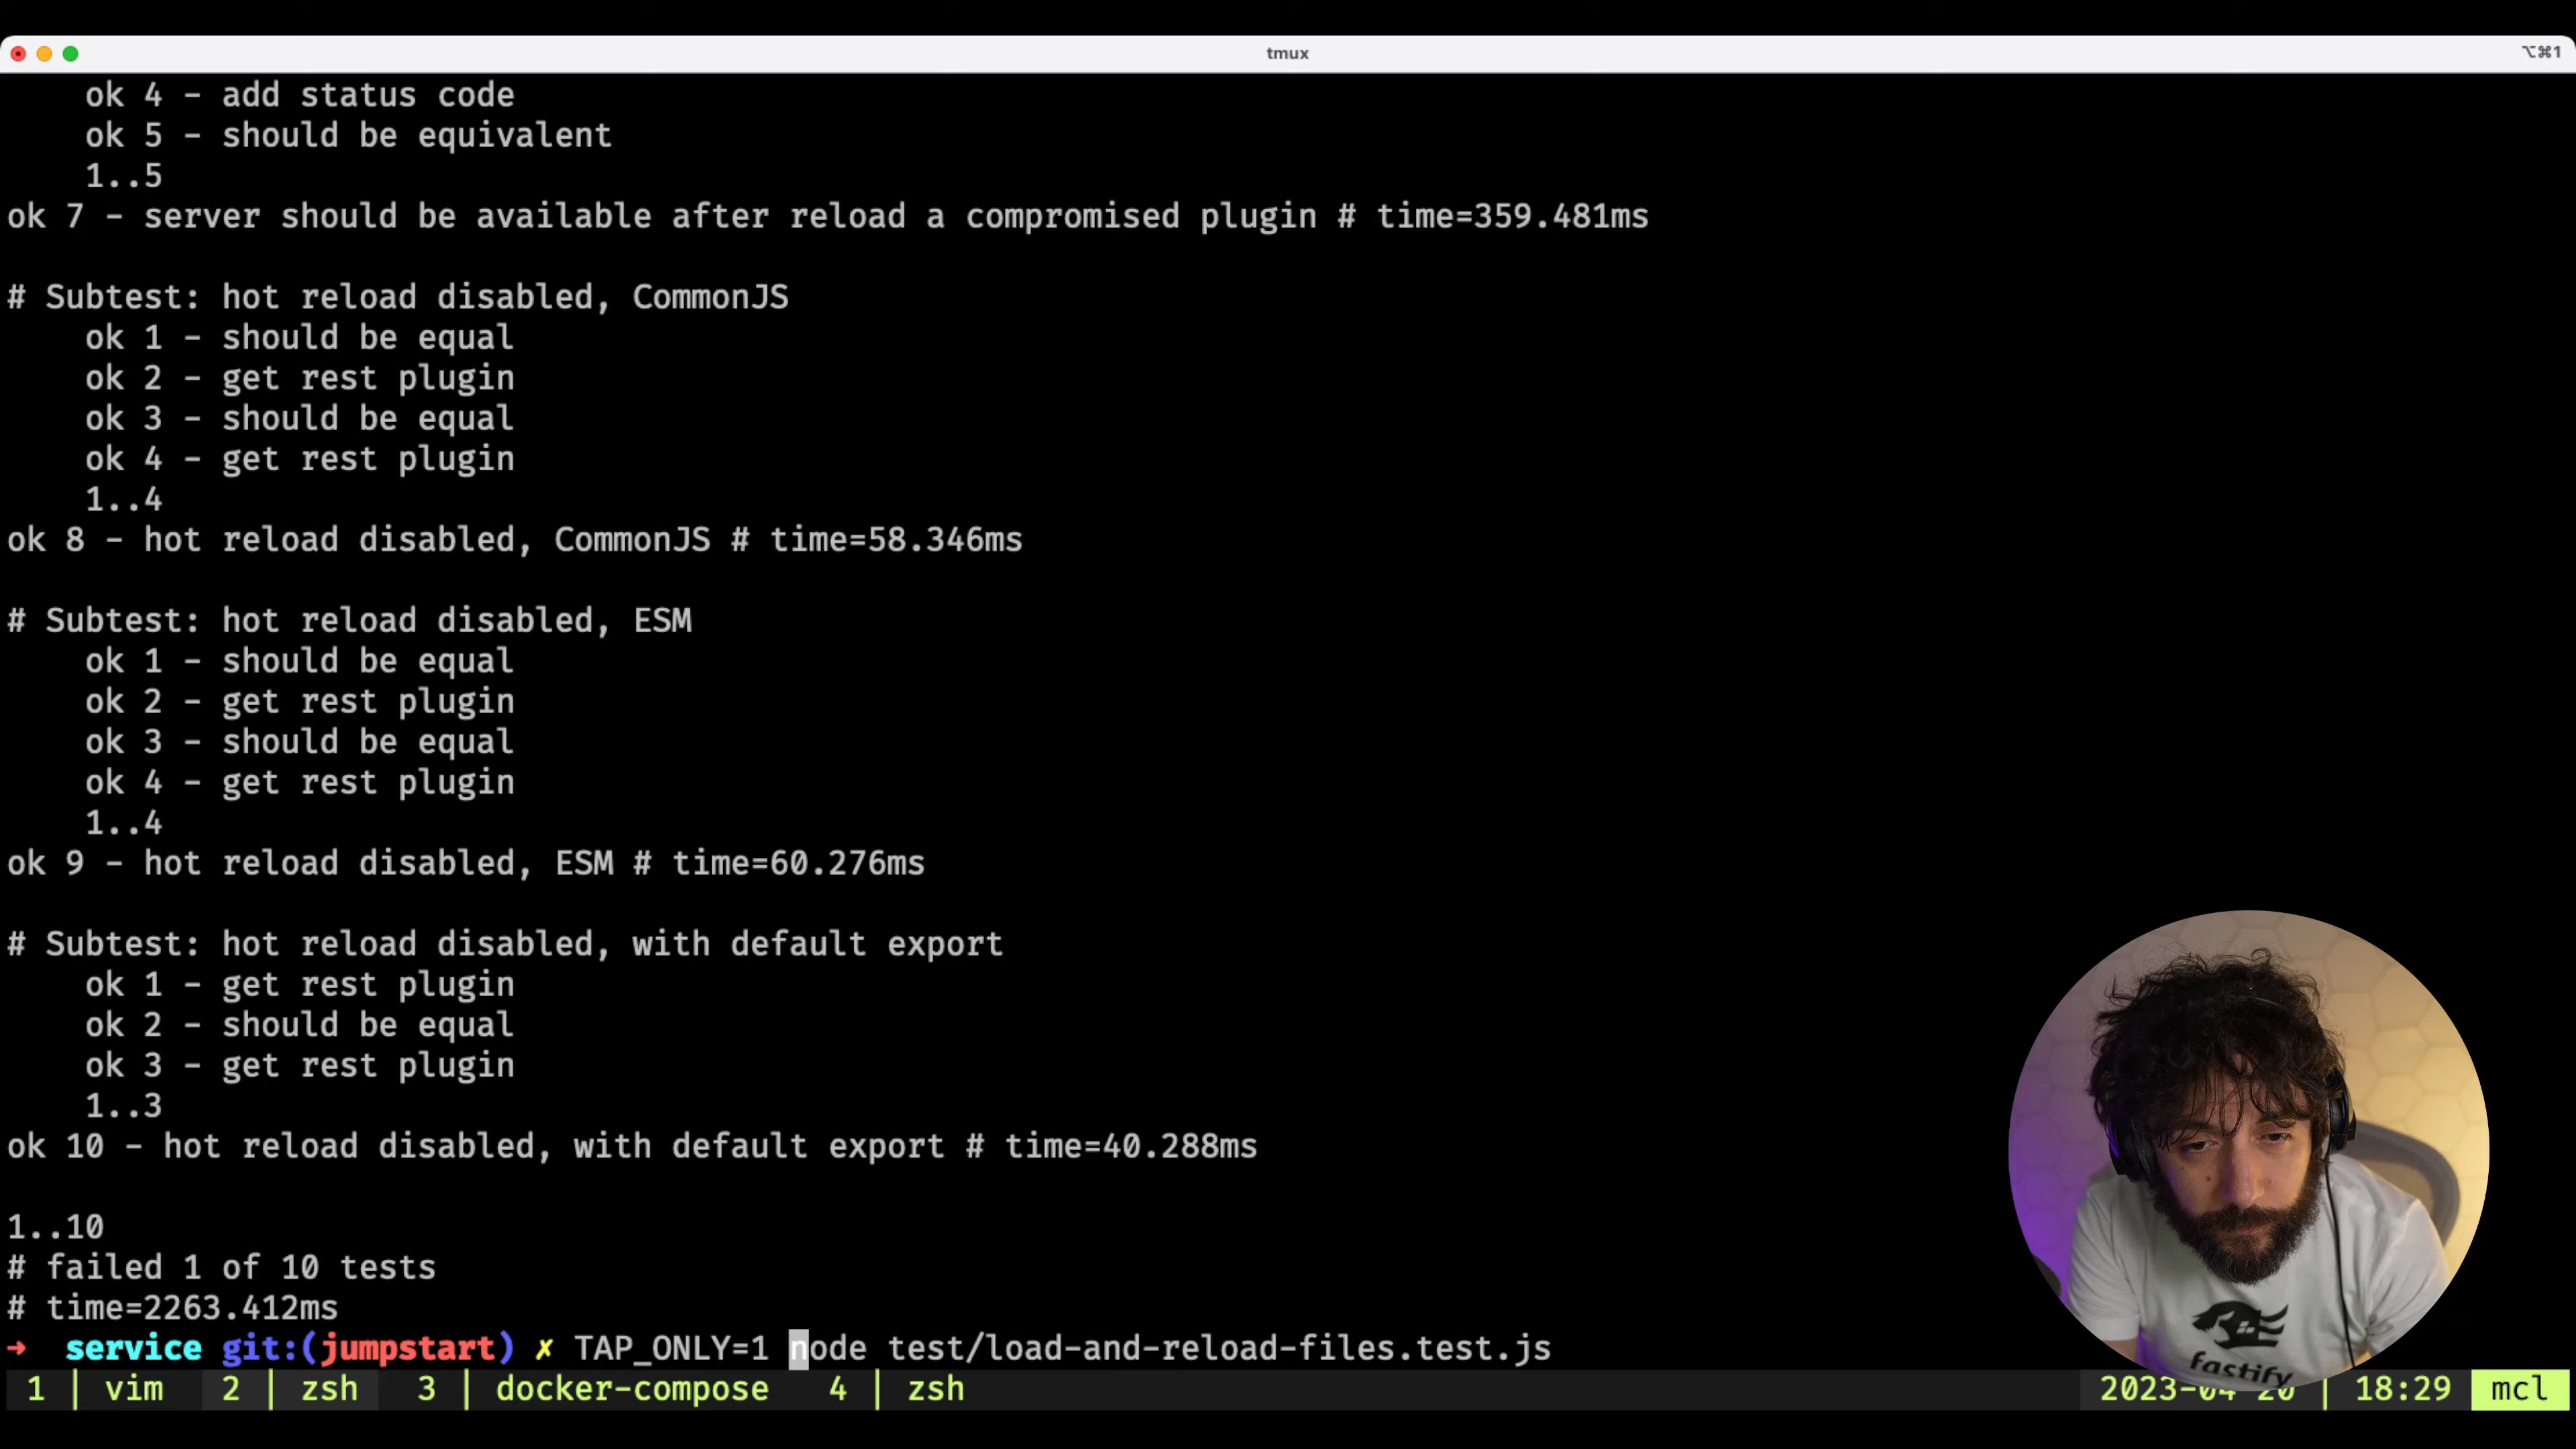 tmux
⌥⌘1
ok 4 - add status code
ok 5 - should be equivalent
1..5
ok 7 - server should be available after reload a compromised plugin # time=359.481ms
# Subtest: hot reload disabled, CommonJS
ok 1 - should be equal
ok 2 - get rest plugin
ok 3 - should be equal
ok 4 - get rest plugin
1..4
ok 8 - hot reload disabled, CommonJS # time=58.346ms
# Subtest: hot reload disabled, ESM
ok 1 - should be equal
ok 2 - get rest plugin
ok 3 - should be equal
ok 4 - get rest plugin
1..4
ok 9 - hot reload disabled, ESM # time=60.276ms
# Subtest: hot reload disabled, with default export
ok 1 - get rest plugin
ok 2 - should be equal
ok 3 - get rest plugin
1..3
ok 10 - hot reload disabled, with default export # time=40.288ms
1..10
# failed 1 of 10 tests
# time=2263.412ms
→ service git:(jumpstart) ✗ TAP_ONLY=1 node test/load-and-reload-files.test.js
1 | vim 2 | zsh 3 | docker-compose 4 | zsh 2023-04-20 | 18:29 mcl
fastify